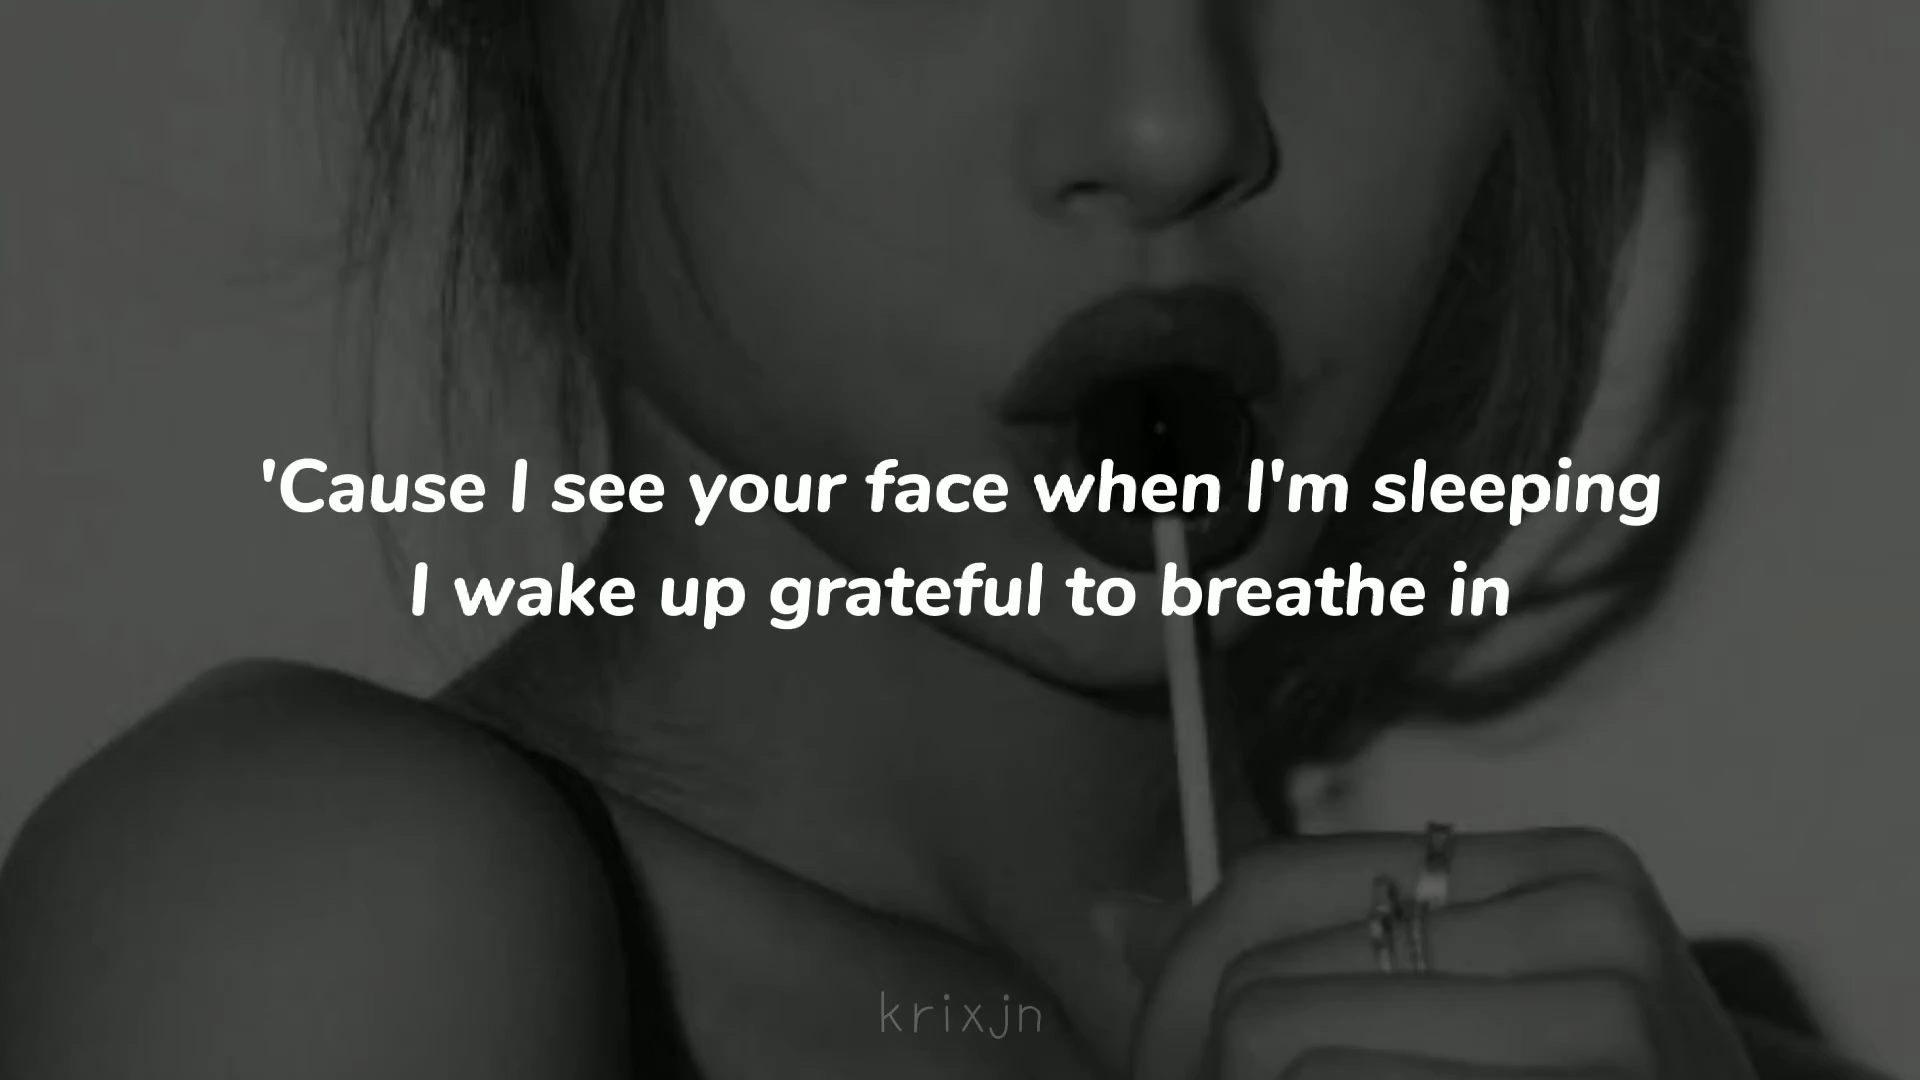 'Cause I see your face when I'm sleeping
I wake up grateful to breathe in
krixjn